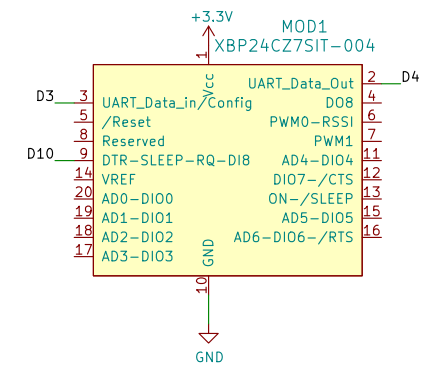 +3.3V
MOD1
XBP24CZ7SIT-004
1
Vcc
UART_Data_Out 2 D4
D3 3 UART_Data_in/Config
DO8 4
5 /Reset
PWM0-RSSI 6
8 Reserved
PWM1 7
D10 9 DTR-SLEEP-RQ-DI8
AD4-DIO4 11
14 VREF
DIO7-/CTS 12
20 AD0-DIO0
ON-/SLEEP 13
19 AD1-DIO1
AD5-DIO5 15
18 AD2-DIO2
AD6-DIO6-/RTS 16
17 AD3-DIO3
GND
10
GND